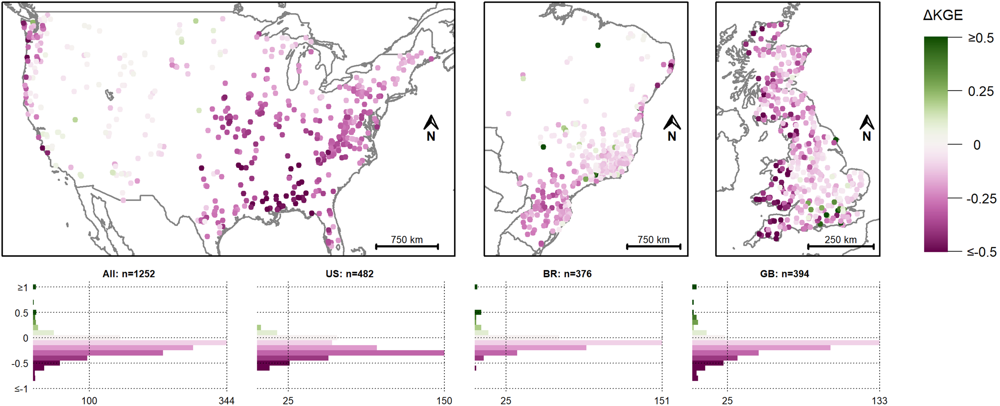 ΔKGE
≥0.5
0.25
0
-0.25
≤-0.5
N
750 km
N
750 km
N
250 km
All: n=1252
US: n=482
BR: n=376
GB: n=394
≥1
0.5
0
-0.5
≤-1
100
344
25
150
25
151
25
133